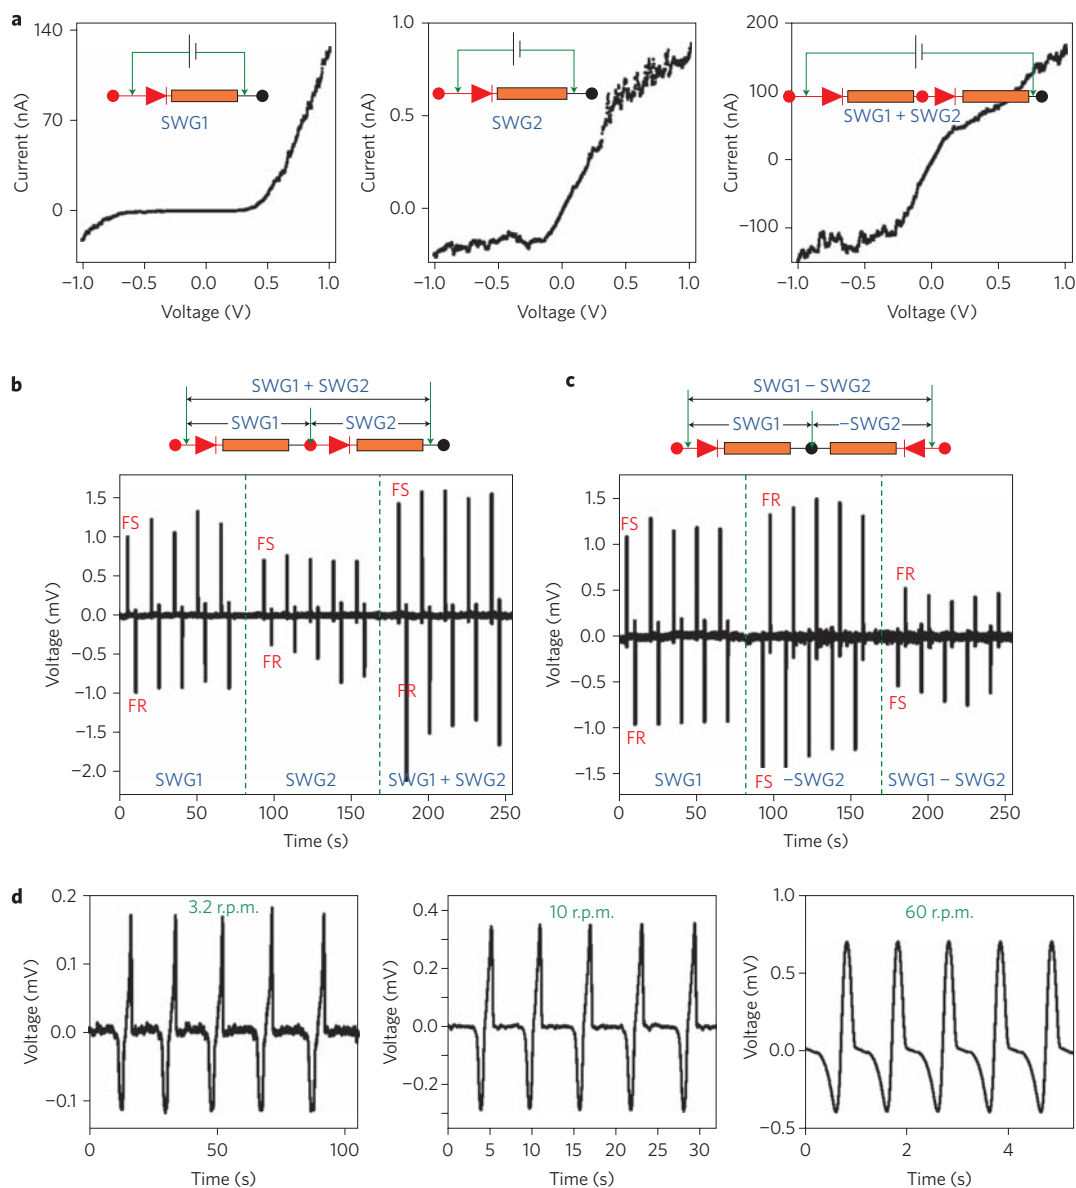 a
140
70
0
Current (nA)
SWG1
−1.0
−0.5
0.0
0.5
1.0
Voltage (V)
1.0
0.5
0.0
Current (nA)
SWG2
−1.0
−0.5
0.0
0.5
1.0
Voltage (V)
200
100
0
−100
Current (nA)
SWG1 + SWG2
−1.0
−0.5
0.0
0.5
1.0
Voltage (V)
b
SWG1 + SWG2
SWG1
SWG2
1.5
1.0
0.5
0.0
−0.5
−1.0
−1.5
−2.0
Voltage (mV)
FS
FR
FS
FR
FS
FR
SWG1
SWG2
SWG1 + SWG2
0
50
100
150
200
250
Time (s)
c
SWG1 − SWG2
SWG1
−SWG2
1.5
1.0
0.5
0.0
−0.5
−1.0
−1.5
Voltage (mV)
FS
FR
FR
FS
FR
FS
SWG1
−SWG2
SWG1 − SWG2
0
50
100
150
200
250
Time (s)
d
0.2
0.1
0.0
−0.1
Voltage (mV)
3.2 r.p.m.
0
50
100
Time (s)
0.4
0.2
0.0
−0.2
Voltage (mV)
10 r.p.m.
0
5
10
15
20
25
30
Time (s)
1.0
0.5
0.0
−0.5
Voltage (mV)
60 r.p.m.
0
2
4
Time (s)